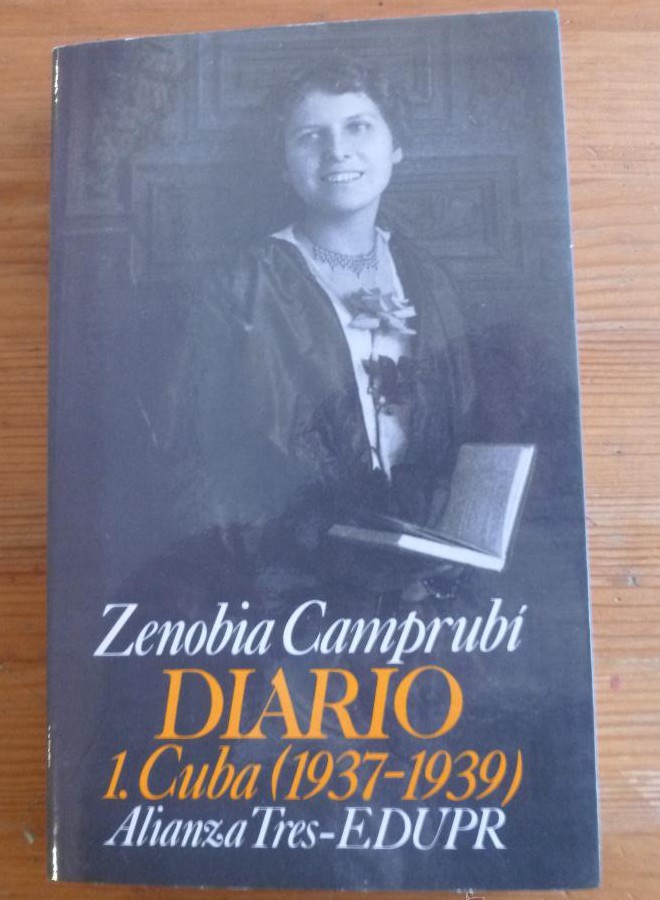 Zenobia Camprubí
DIARIO
1. Cuba (1937-1939)
Alianza Tres-EDUPR